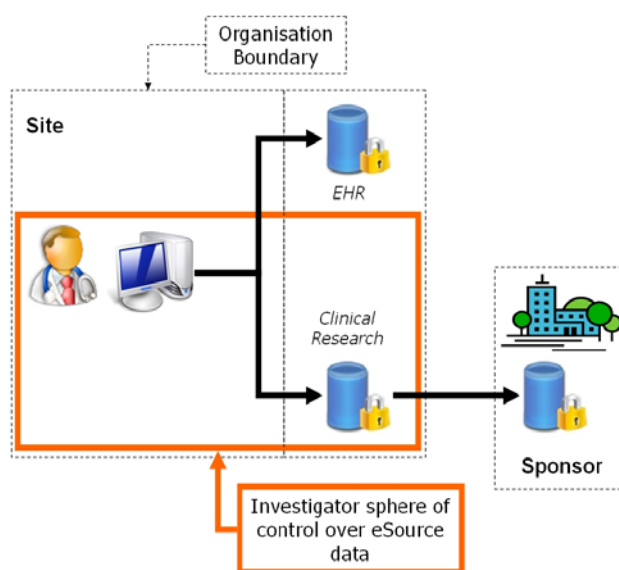 Organisation
Boundary
Site
EHR
Clinical
Research
Sponsor
Investigator sphere of
control over eSource
data